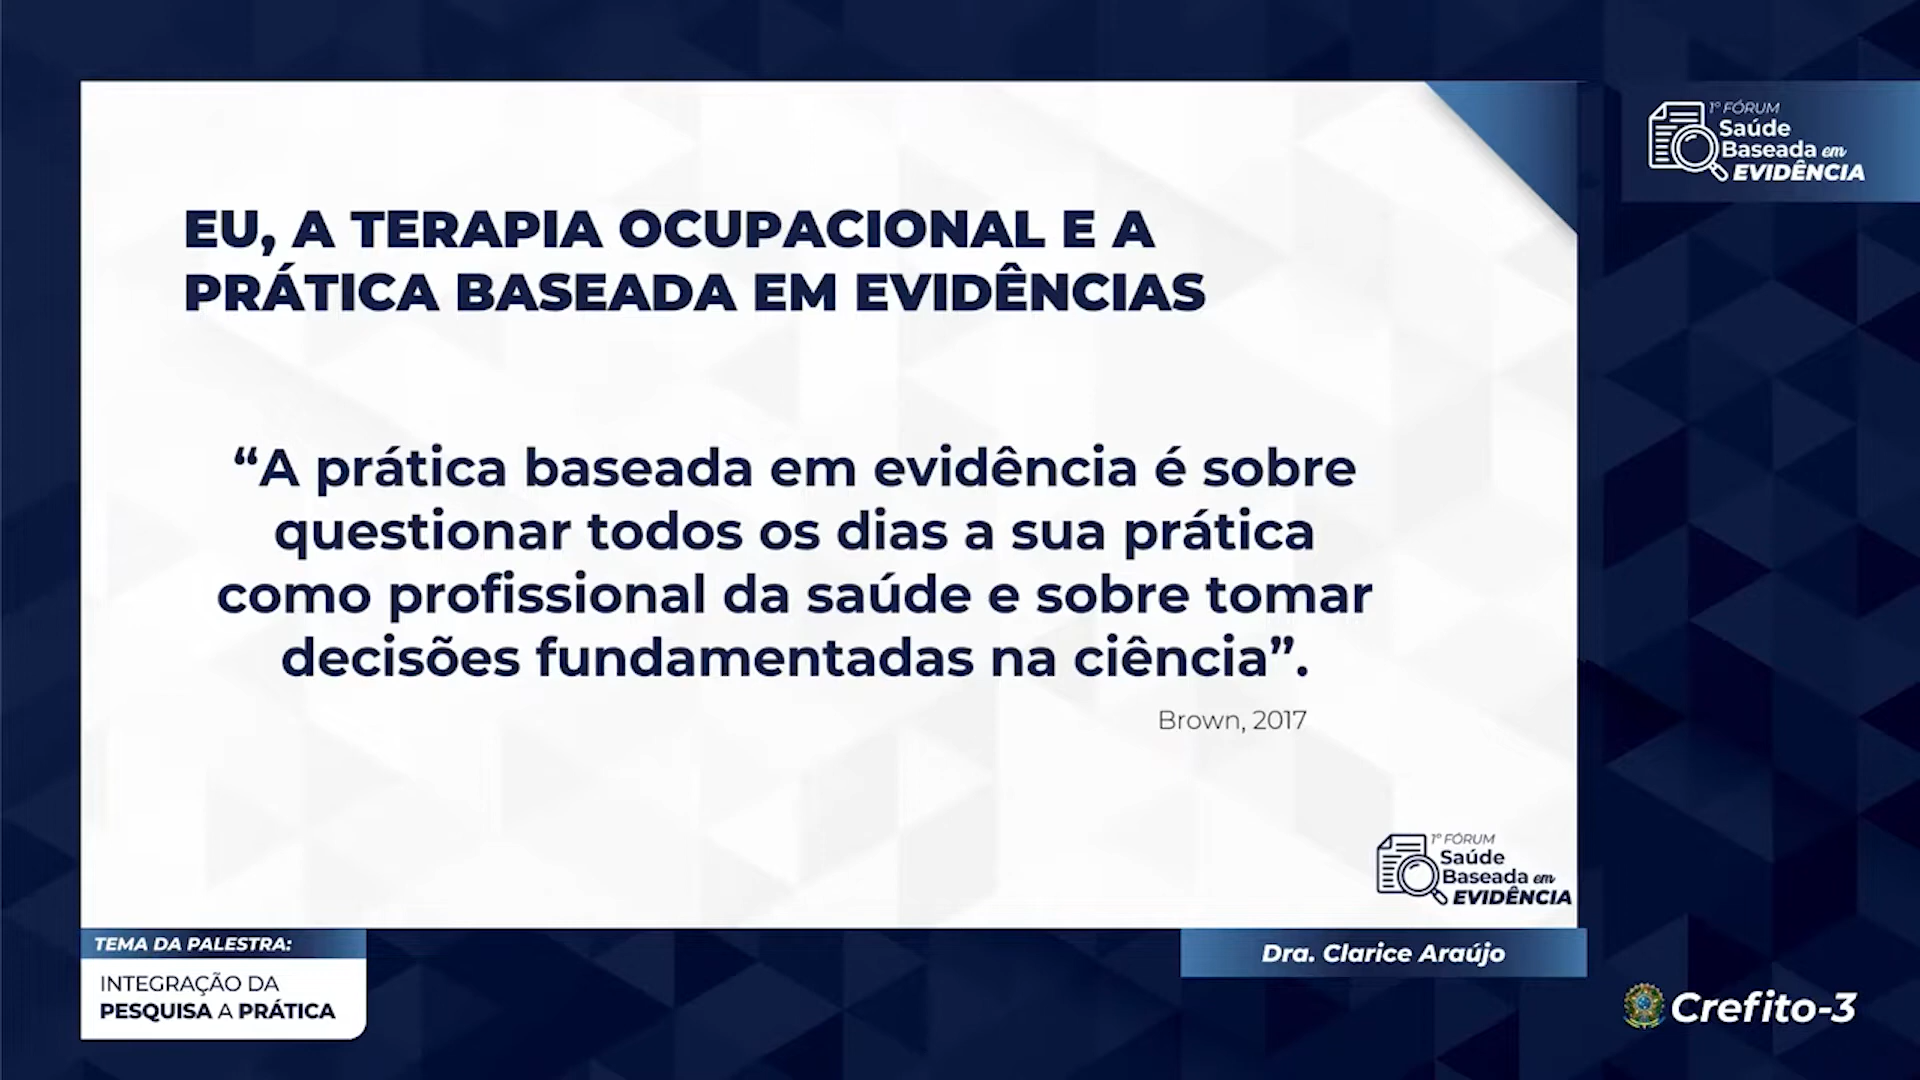 1º FÓRUM
Saúde
Baseada em
EVIDÊNCIA
EU, A TERAPIA OCUPACIONAL E A
PRÁTICA BASEADA EM EVIDÊNCIAS
“A prática baseada em evidência é sobre
questionar todos os dias a sua prática
como profissional da saúde e sobre tomar
decisões fundamentadas na ciência”.
Brown, 2017
1º FÓRUM
Saúde
Baseada em
EVIDÊNCIA
TEMA DA PALESTRA:
INTEGRAÇÃO DA
PESQUISA A PRÁTICA
Dra. Clarice Araújo
Crefito-3